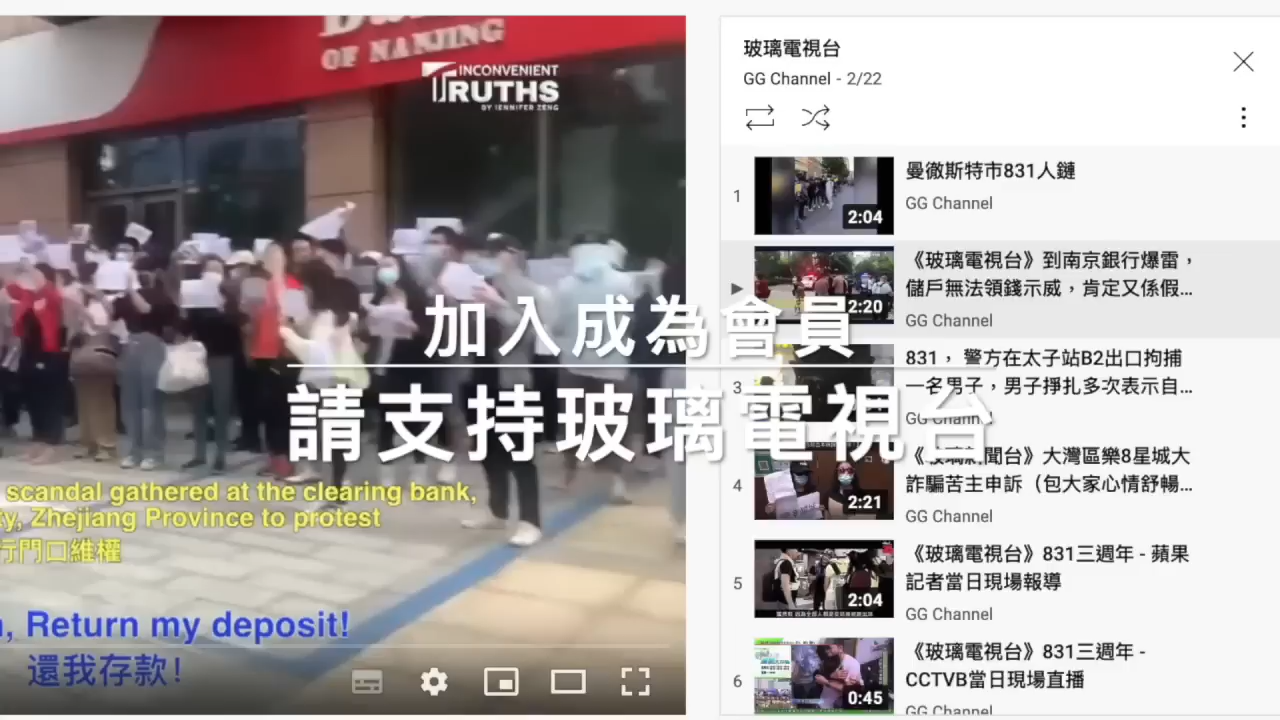 OF NANJING
INCONVENIENT
TRUTHS
BY JENNIFER ZENG
加入成為會員
請支持玻璃電視台
scandal gathered at the clearing bank,
Zhejiang Province to protest
行門口維權
Return my deposit!
還我存款！
玻璃電視台
GG Channel - 2/22
1
2:04
曼徹斯特市831人鏈
GG Channel
2:20
《玻璃電視台》到南京銀行爆雷，
儲戶無法領錢示威，肯定又係假...
GG Channel
3
831， 警方在太子站B2出口拘捕
一名男子，男子掙扎多次表示自...
GG Channel
4
2:21
《玻璃新聞台》大灣區樂8星城大
詐騙苦主申訴（包大家心情舒暢...
GG Channel
5
2:04
《玻璃電視台》831三週年 - 蘋果
記者當日現場報導
GG Channel
6
0:45
《玻璃電視台》831三週年 -
CCTVB當日現場直播
GG Channel